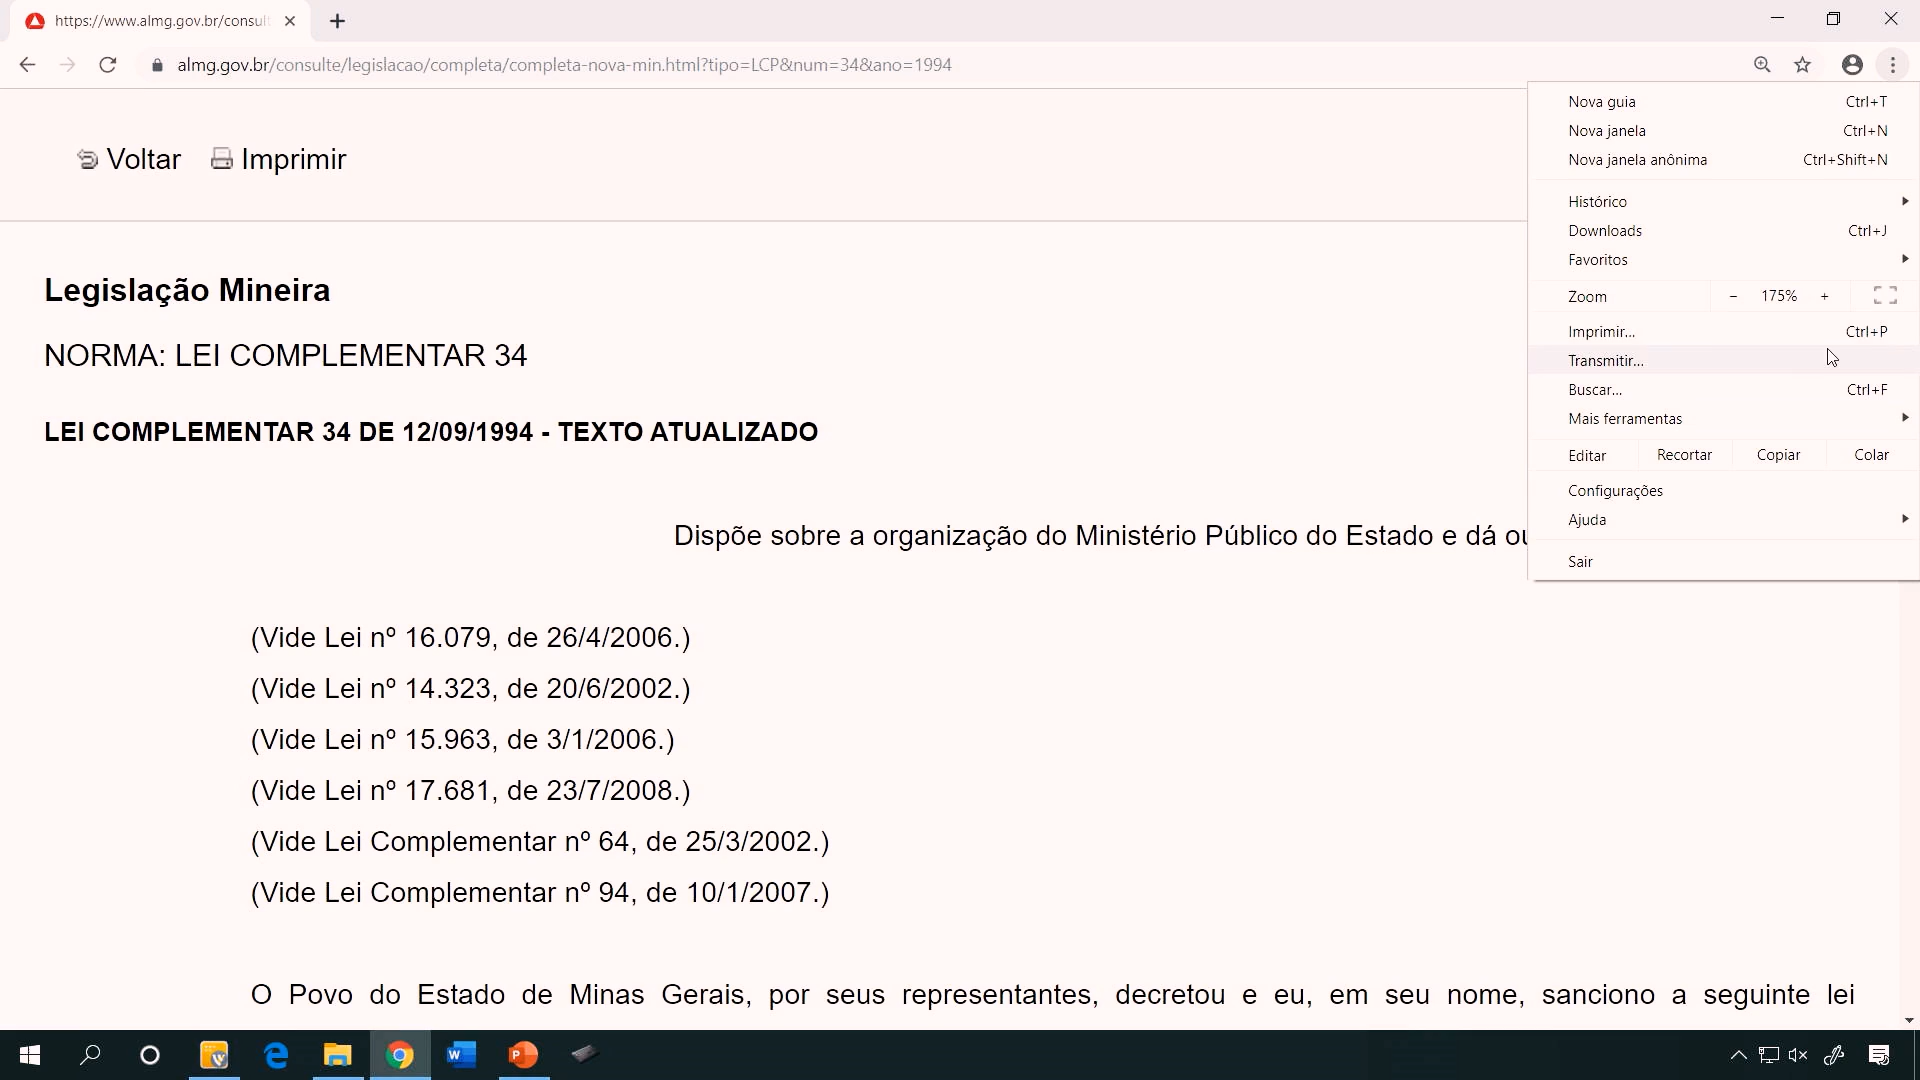 https://www.almg.gov.br/consult
almg.gov.br/consulte/legislacao/completa/completa-nova-min.html?tipo=LCP&num=34&ano=1994
Voltar Imprimir
Legislação Mineira
NORMA: LEI COMPLEMENTAR 34
LEI COMPLEMENTAR 34 DE 12/09/1994 - TEXTO ATUALIZADO
Dispõe sobre a organização do Ministério Público do Estado e dá ou
(Vide Lei nº 16.079, de 26/4/2006.)
(Vide Lei nº 14.323, de 20/6/2002.)
(Vide Lei nº 15.963, de 3/1/2006.)
(Vide Lei nº 17.681, de 23/7/2008.)
(Vide Lei Complementar nº 64, de 25/3/2002.)
(Vide Lei Complementar nº 94, de 10/1/2007.)
O Povo do Estado de Minas Gerais, por seus representantes, decretou e eu, em seu nome, sanciono a seguinte lei
Nova guia Ctrl+T
Nova janela Ctrl+N
Nova janela anônima Ctrl+Shift+N
Histórico
Downloads Ctrl+J
Favoritos
Zoom − 175% +
Imprimir... Ctrl+P
Transmitir...
Buscar... Ctrl+F
Mais ferramentas
Editar Recortar Copiar Colar
Configurações
Ajuda
Sair